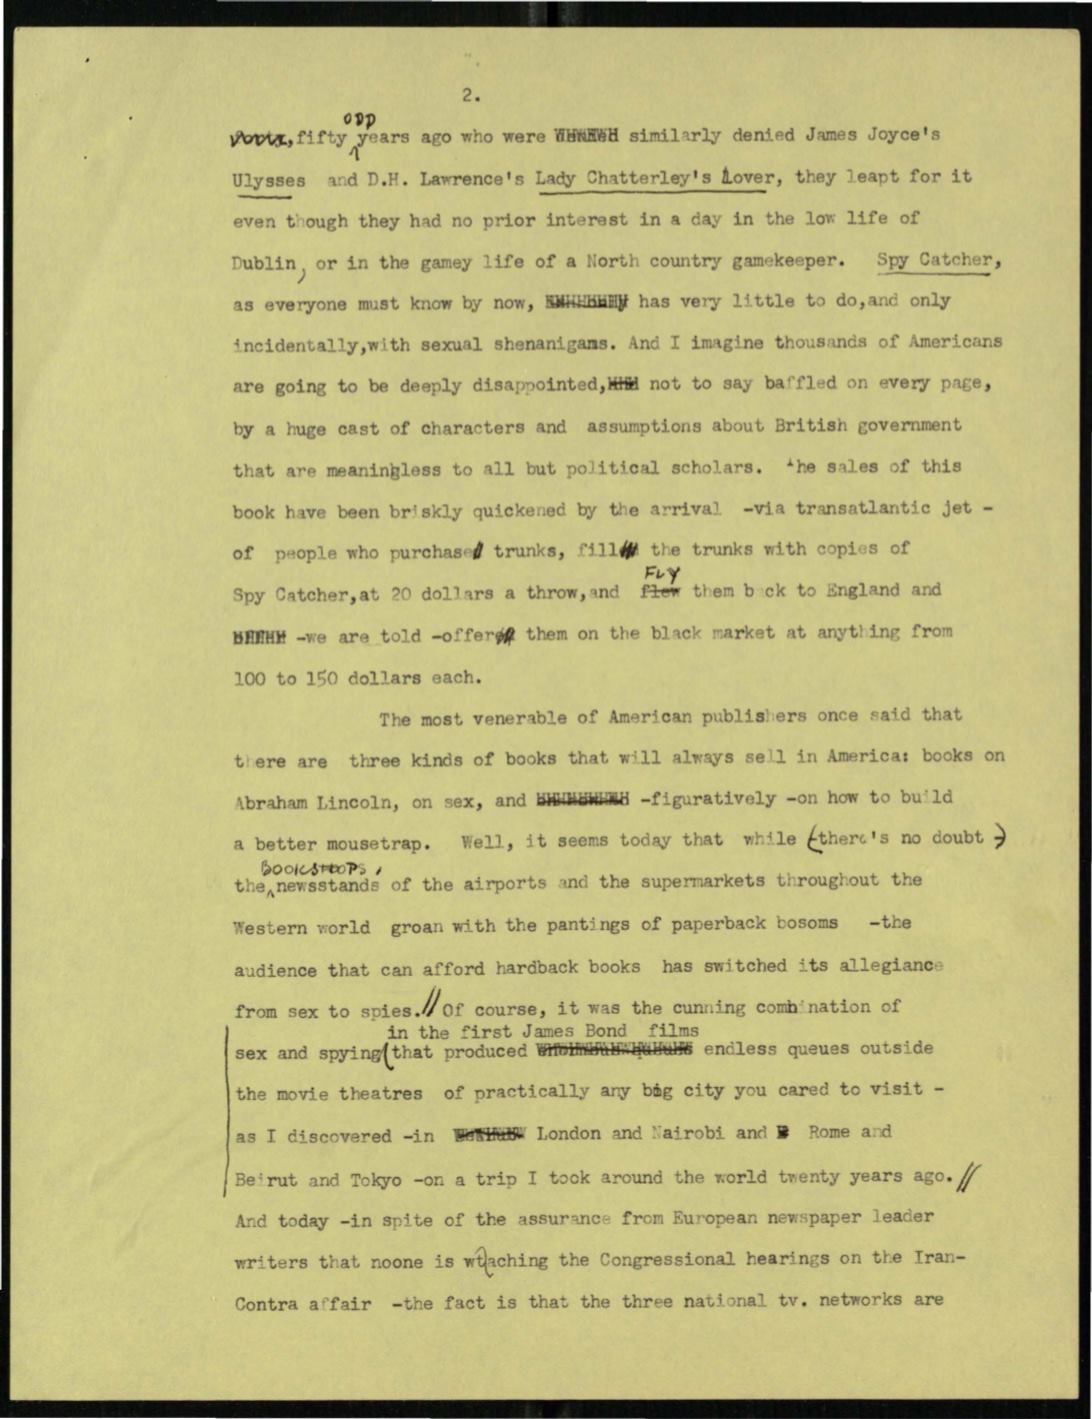 2.
ODD
fifty years ago who were similarly denied James Joyce's
Ulysses and D.H. Lawrence's Lady Chatterley's Lover, they leapt for it
even though they had no prior interest in a day in the low life of
Dublin, or in the gamey life of a North country gamekeeper. Spy Catcher,
as everyone must know by now, has very little to do,and only
incidentally,with sexual shenanigans. And I imagine thousands of Americans
are going to be deeply disappointed, not to say baffled on every page,
by a huge cast of characters and assumptions about British government
that are meaningless to all but political scholars. The sales of this
book have been briskly quickened by the arrival -via transatlantic jet -
of people who purchase trunks, fill the trunks with copies of
FLY
Spy Catcher,at 20 dollars a throw,and flew them back to England and
-we are told -offer them on the black market at anything from
100 to 150 dollars each.
The most venerable of American publishers once said that
there are three kinds of books that will always sell in America: books on
Abraham Lincoln, on sex, and -figuratively -on how to build
a better mousetrap. Well, it seems today that while (there's no doubt )
BOOKSHOPS,
the newsstands of the airports and the supermarkets throughout the
Western world groan with the pantings of paperback bosoms -the
audience that can afford hardback books has switched its allegiance
from sex to spies.// Of course, it was the cunning combination of
in the first James Bond films
sex and spying(that produced endless queues outside
the movie theatres of practically any big city you cared to visit -
as I discovered -in London and Nairobi and Rome and
Beirut and Tokyo -on a trip I took around the world twenty years ago.//
And today -in spite of the assurance from European newspaper leader
writers that noone is wtaching the Congressional hearings on the Iran-
Contra affair -the fact is that the three national tv. networks are